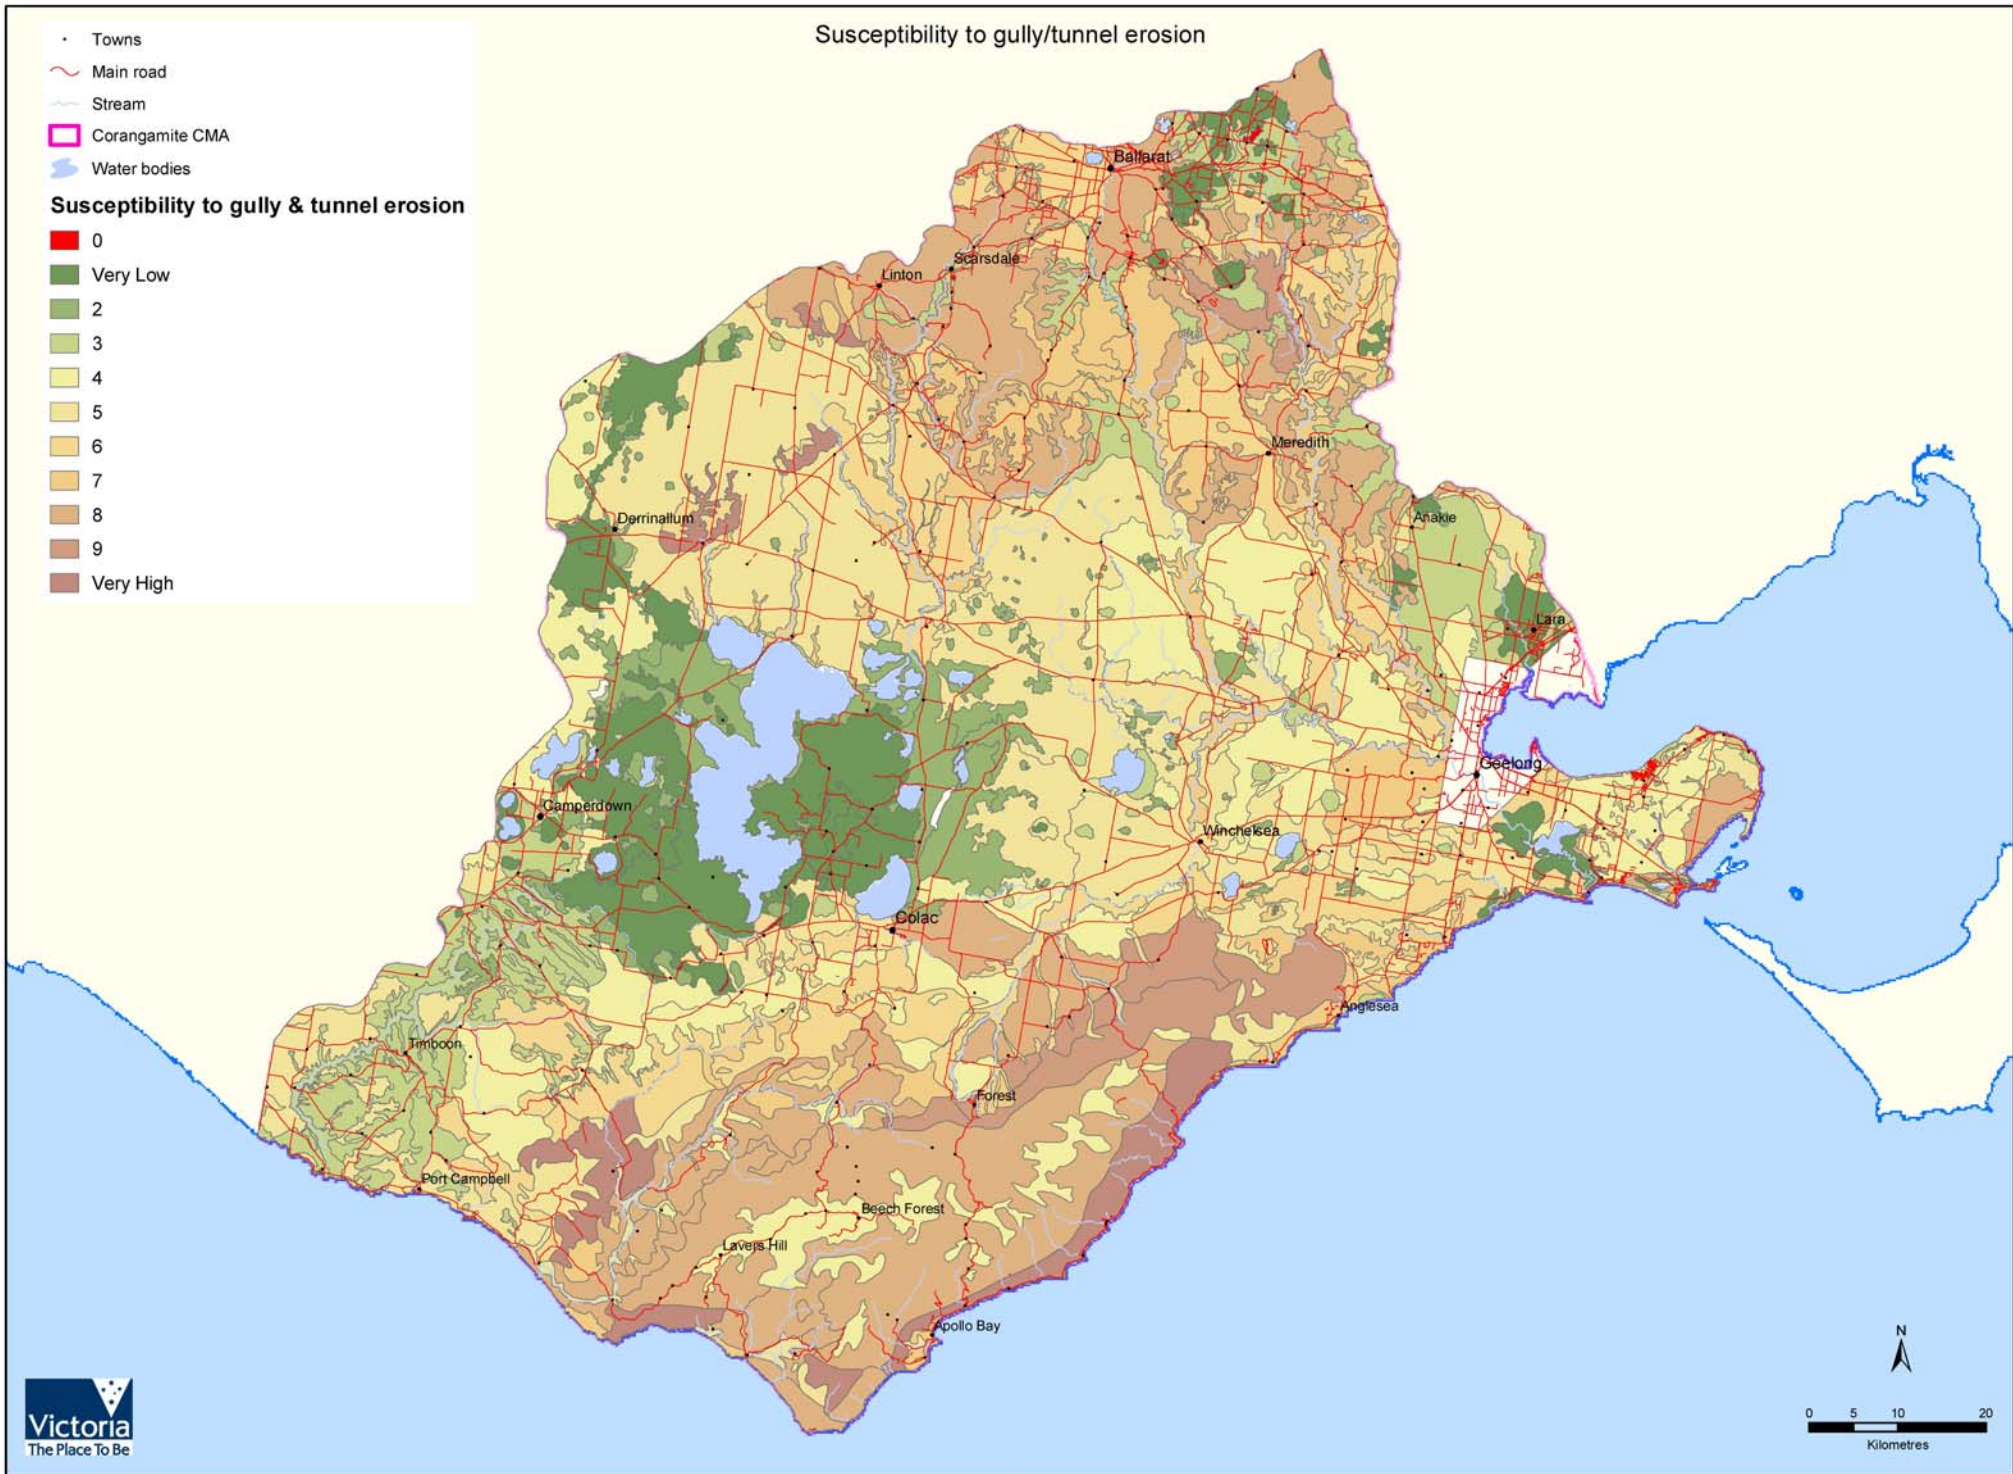 Susceptibility to gully/tunnel erosion
Towns
Main road
Stream
Corangamite CMA
Water bodies
Susceptibility to gully & tunnel erosion
0
Very Low
2
3
4
5
6
7
8
9
Very High
Ballarat
Scarsdale
Linton
Meredith
Anakie
Derrinallum
Lara
Geelong
Camperdown
Winchelsea
Colac
Anglesea
Timboon
Forest
Port Campbell
Beech Forest
Lavers Hill
Apollo Bay
N
0 5 10 20
Kilometres
Victoria
The Place To Be